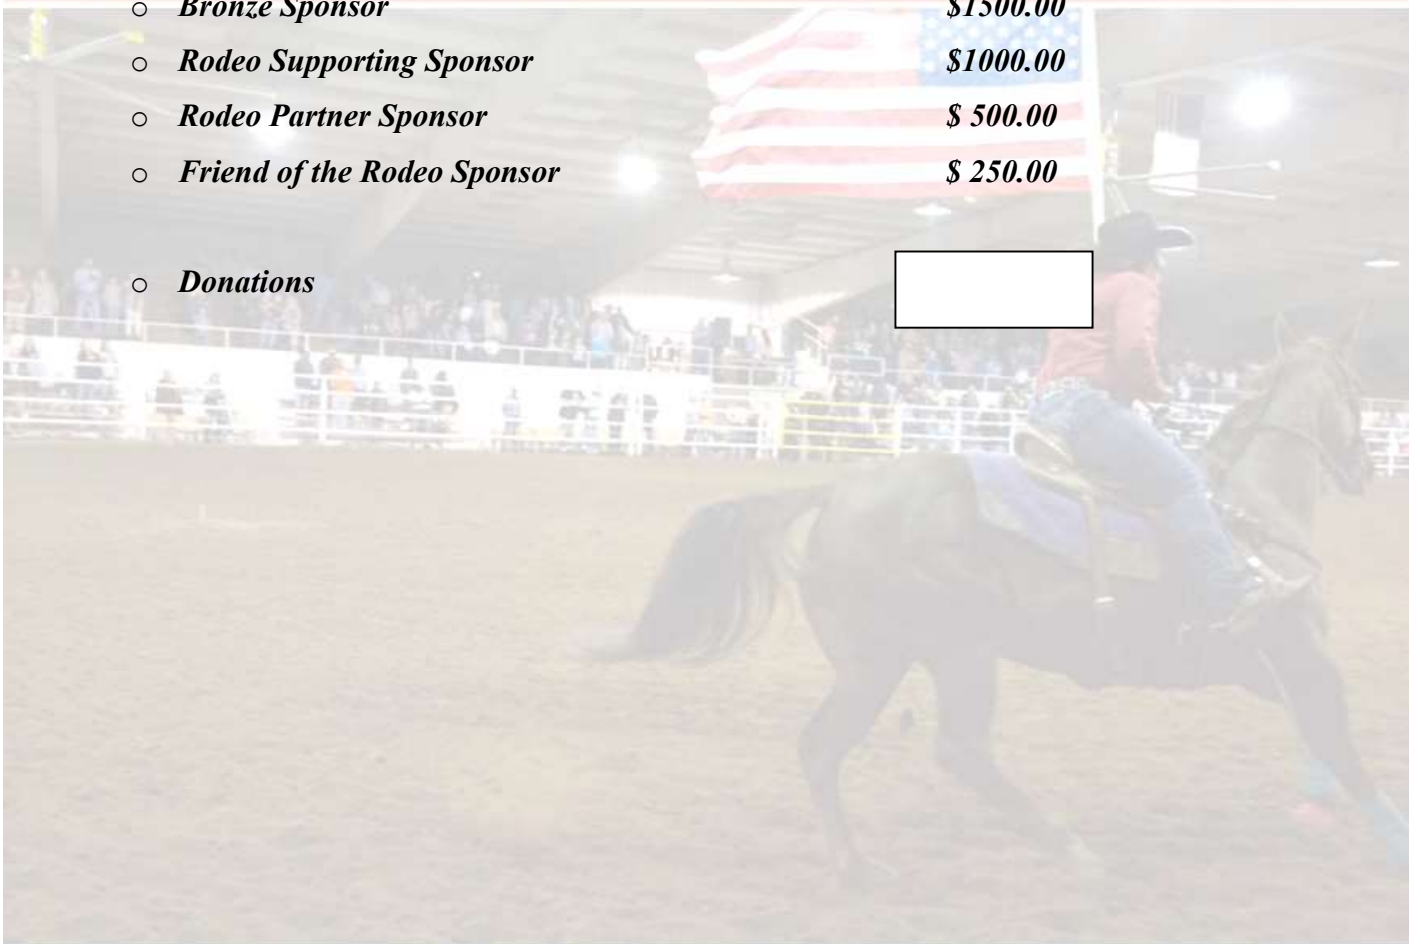 o Bronze Sponsor $1500.00
o Rodeo Supporting Sponsor $1000.00
o Rodeo Partner Sponsor $ 500.00
o Friend of the Rodeo Sponsor $ 250.00
o Donations